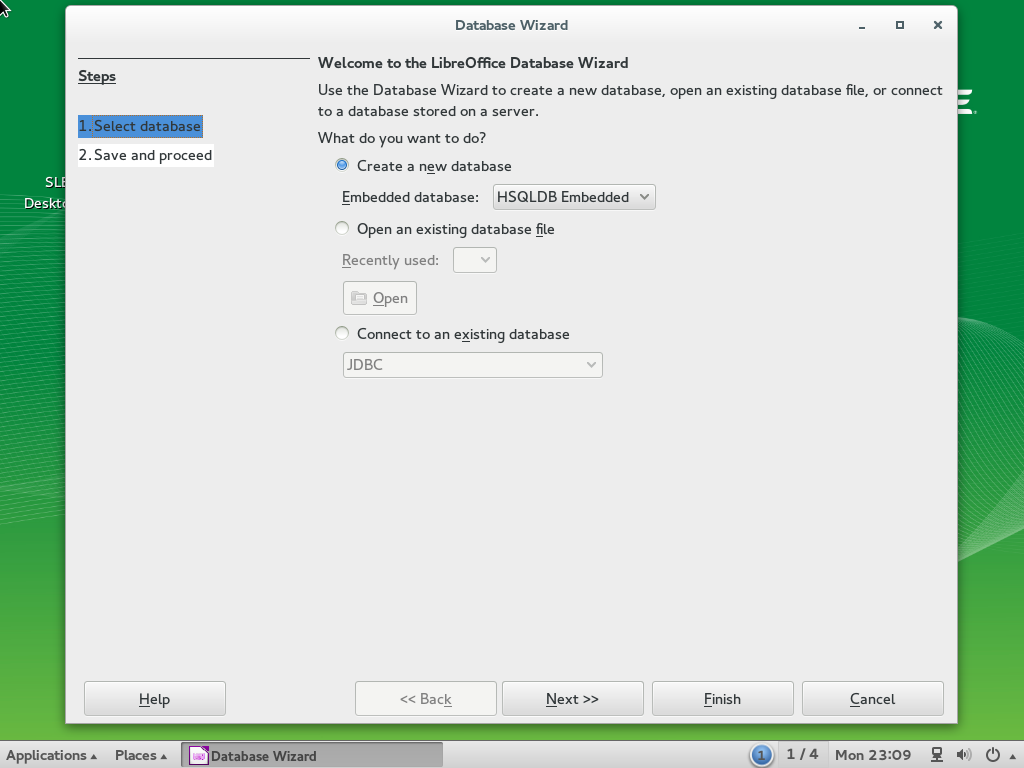 Database Wizard
Steps
1. Select database
2. Save and proceed
Welcome to the LibreOffice Database Wizard
Use the Database Wizard to create a new database, open an existing database file, or connect
to a database stored on a server.
What do you want to do?
Create a new database
Embedded database: HSQLDB Embedded
Open an existing database file
Recently used:
Open
Connect to an existing database
JDBC
Help << Back Next >> Finish Cancel
Applications Places Database Wizard 1 1 / 4 Mon 23:09